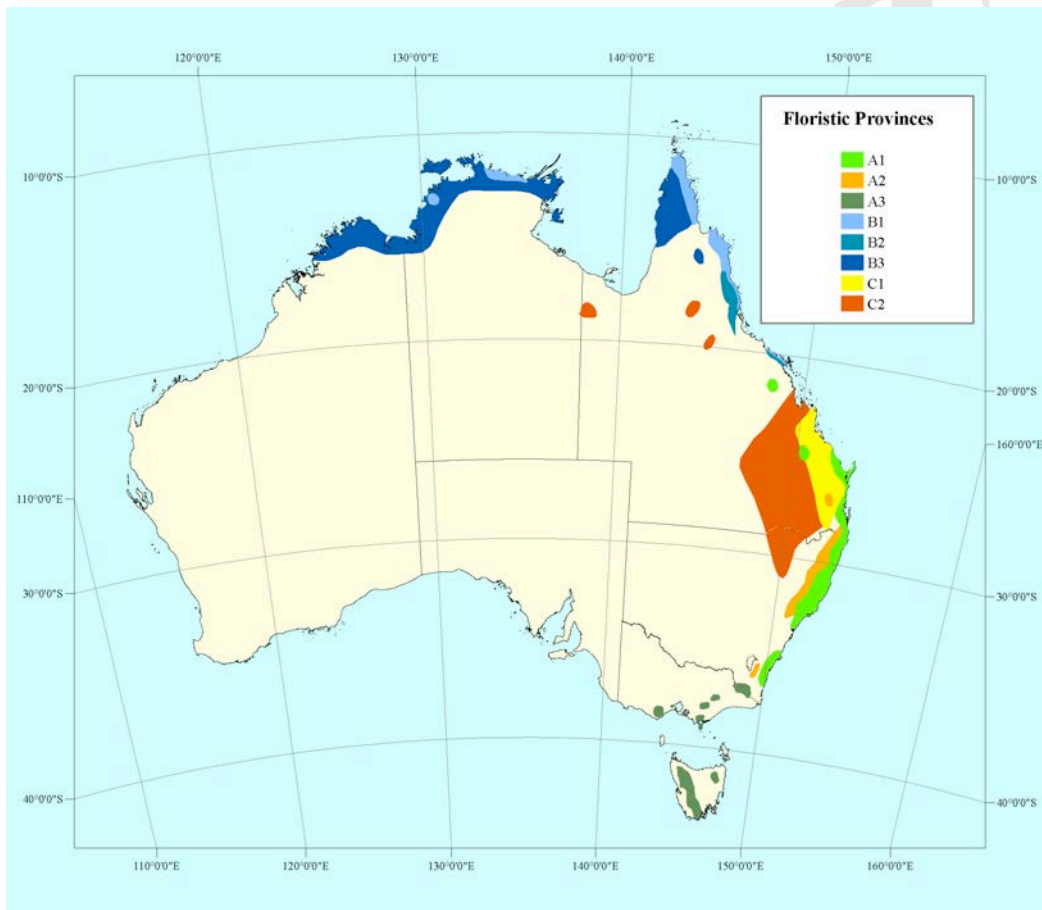 120°0'0"E 130°0'0"E 140°0'0"E 150°0'0"E
Floristic Provinces
A1
A2
A3
B1
B2
B3
C1
C2
10°0'0"S 10°0'0"S
20°0'0"S 20°0'0"S
160°0'0"E
110°0'0"E
30°0'0"S 30°0'0"S
40°0'0"S 40°0'0"S
110°0'0"E 120°0'0"E 130°0'0"E 140°0'0"E 150°0'0"E 160°0'0"E